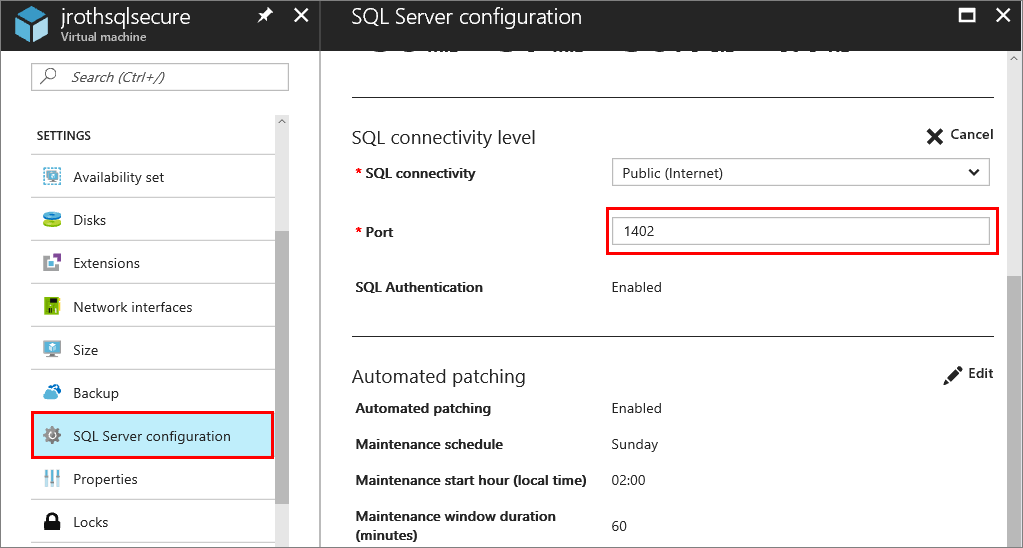 jrothsqlsecure
Virtual machine
Search (Ctrl+/)
SETTINGS
Availability set
Disks
Extensions
Network interfaces
Size
Backup
SQL Server configuration
Properties
Locks
SQL Server configuration
SQL connectivity level
Cancel
* SQL connectivity
Public (Internet)
* Port
1402
SQL Authentication
Enabled
Automated patching
Edit
Automated patching
Enabled
Maintenance schedule
Sunday
Maintenance start hour (local time)
02:00
Maintenance window duration
(minutes)
60